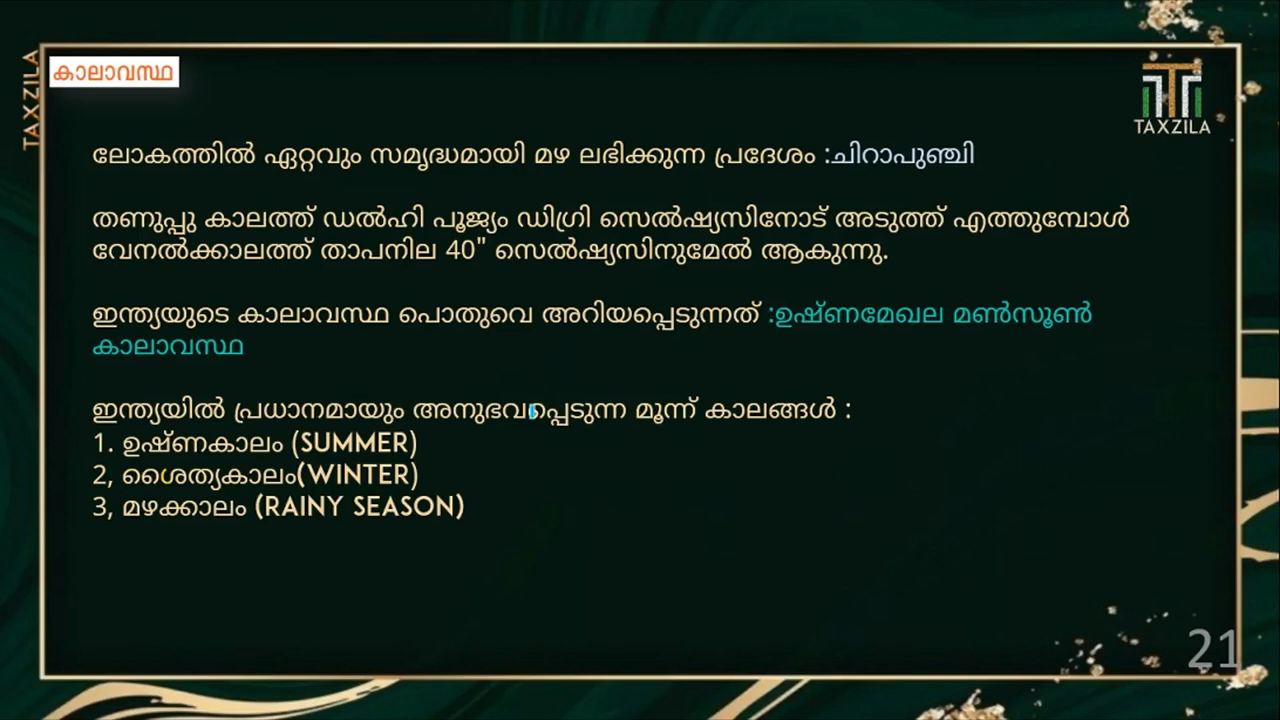 TAXZILA
കാലാവസ്ഥ
TAXZILA
ലോകത്തിൽ ഏറ്റവും സമൃദ്ധമായി മഴ ലഭിക്കുന്ന പ്രദേശം :ചിറാപുഞ്ചി
തണുപ്പു കാലത്ത് ഡൽഹി പൂജ്യം ഡിഗ്രി സെൽഷ്യസിനോട് അടുത്ത് എത്തുമ്പോൾ
വേനൽക്കാലത്ത് താപനില 40" സെൽഷ്യസിനുമേൽ ആകുന്നു.
ഇന്ത്യയുടെ കാലാവസ്ഥ പൊതുവെ അറിയപ്പെടുന്നത് :ഉഷ്ണമേഖല മൺസൂൺ
കാലാവസ്ഥ
ഇന്ത്യയിൽ പ്രധാനമായും അനുഭവപ്പെടുന്ന മൂന്ന് കാലങ്ങൾ :
1. ഉഷ്ണകാലം (SUMMER)
2, ശൈത്യകാലം(WINTER)
3, മഴക്കാലം (RAINY SEASON)
21